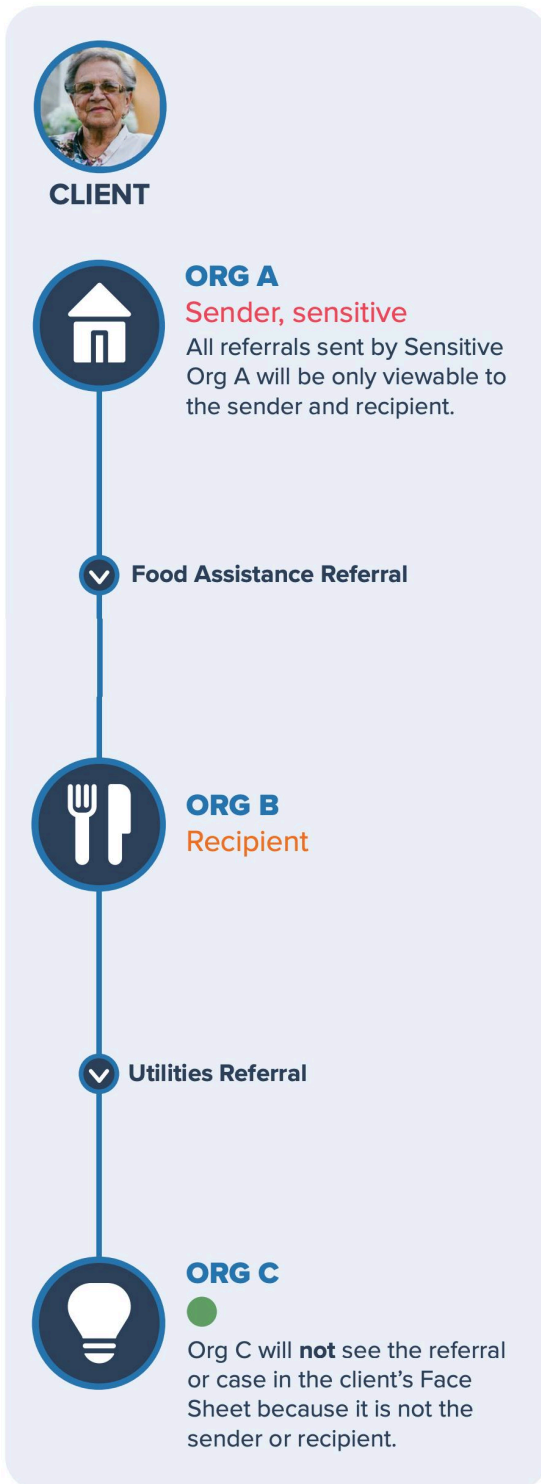 CLIENT
ORG A
Sender, sensitive
All referrals sent by Sensitive
Org A will be only viewable to
the sender and recipient.
Food Assistance Referral
ORG B
Recipient
Utilities Referral
ORG C
Org C will not see the referral
or case in the client’s Face
Sheet because it is not the
sender or recipient.